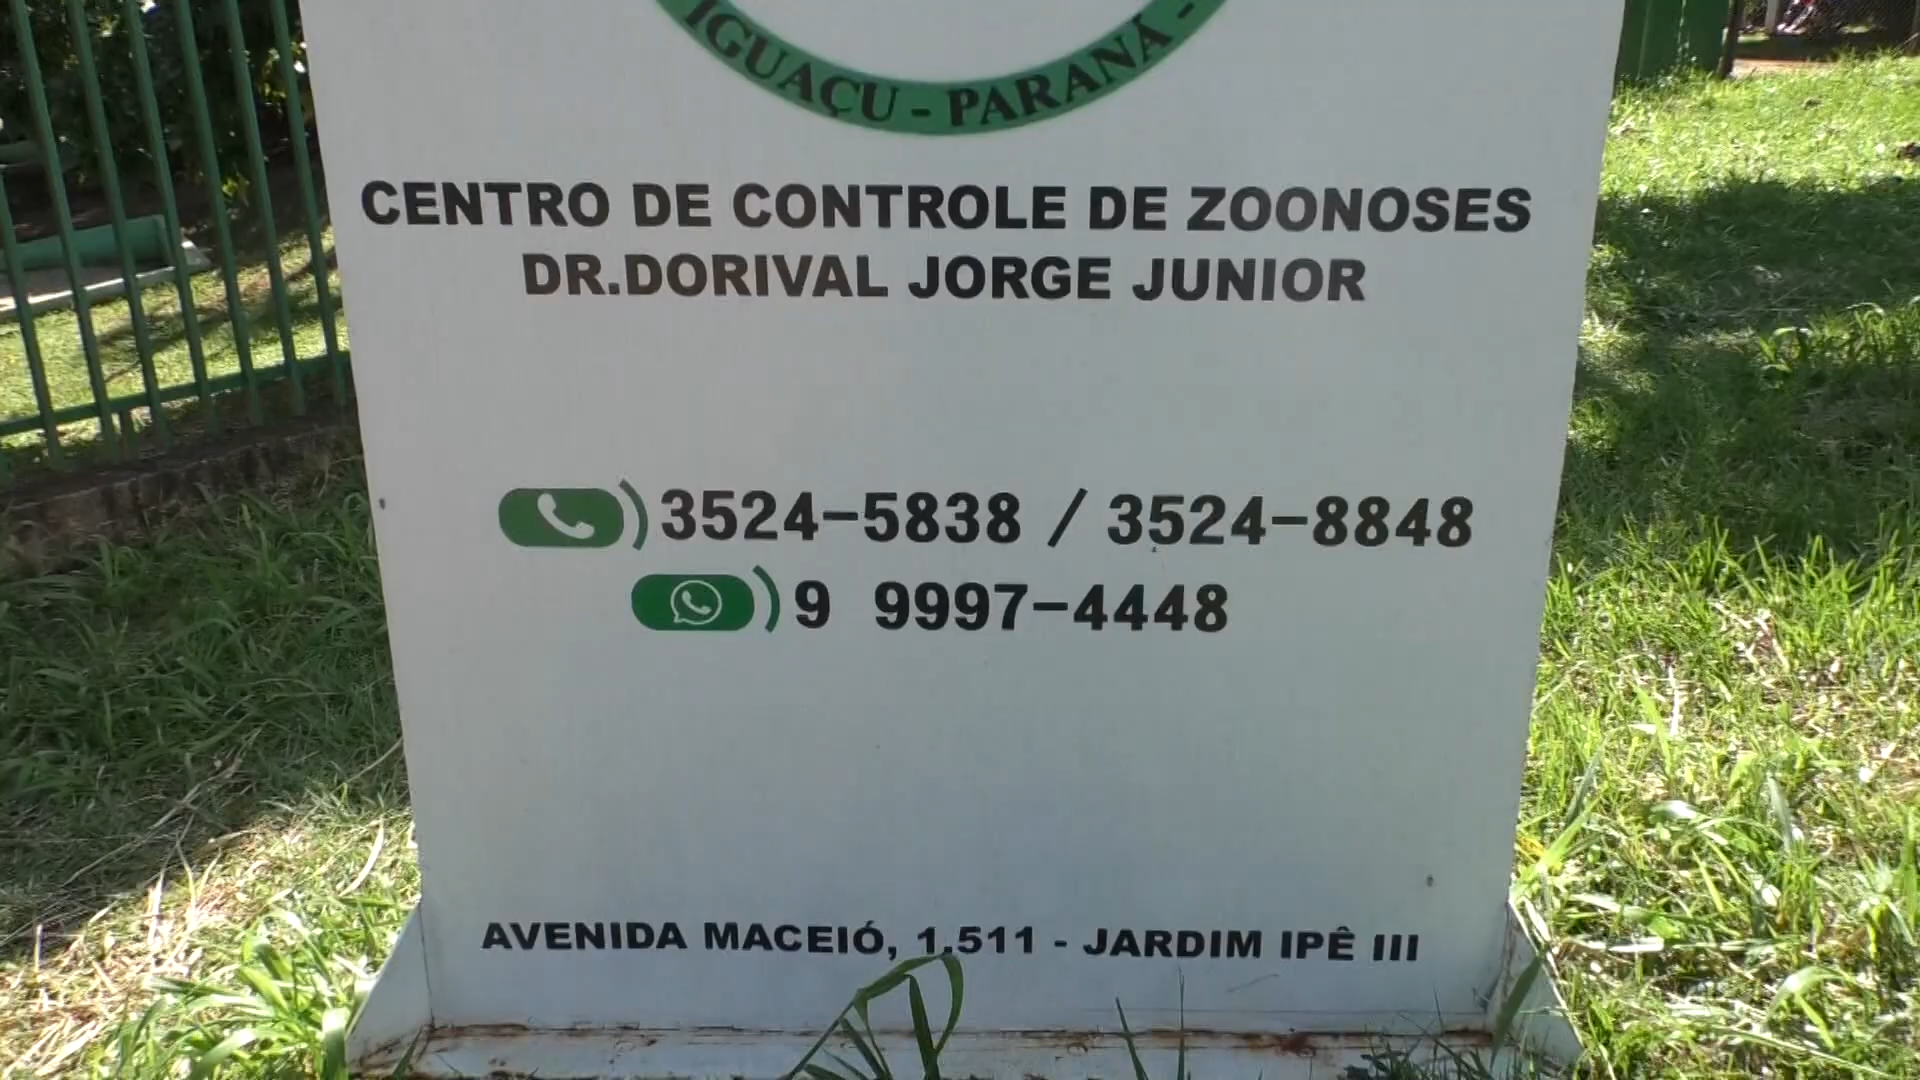 IGUAÇU - PARANÁ -
CENTRO DE CONTROLE DE ZOONOSES
DR.DORIVAL JORGE JUNIOR
3524-5838 / 3524-8848
9 9997-4448
AVENIDA MACEIÓ, 1.511 - JARDIM IPÊ III